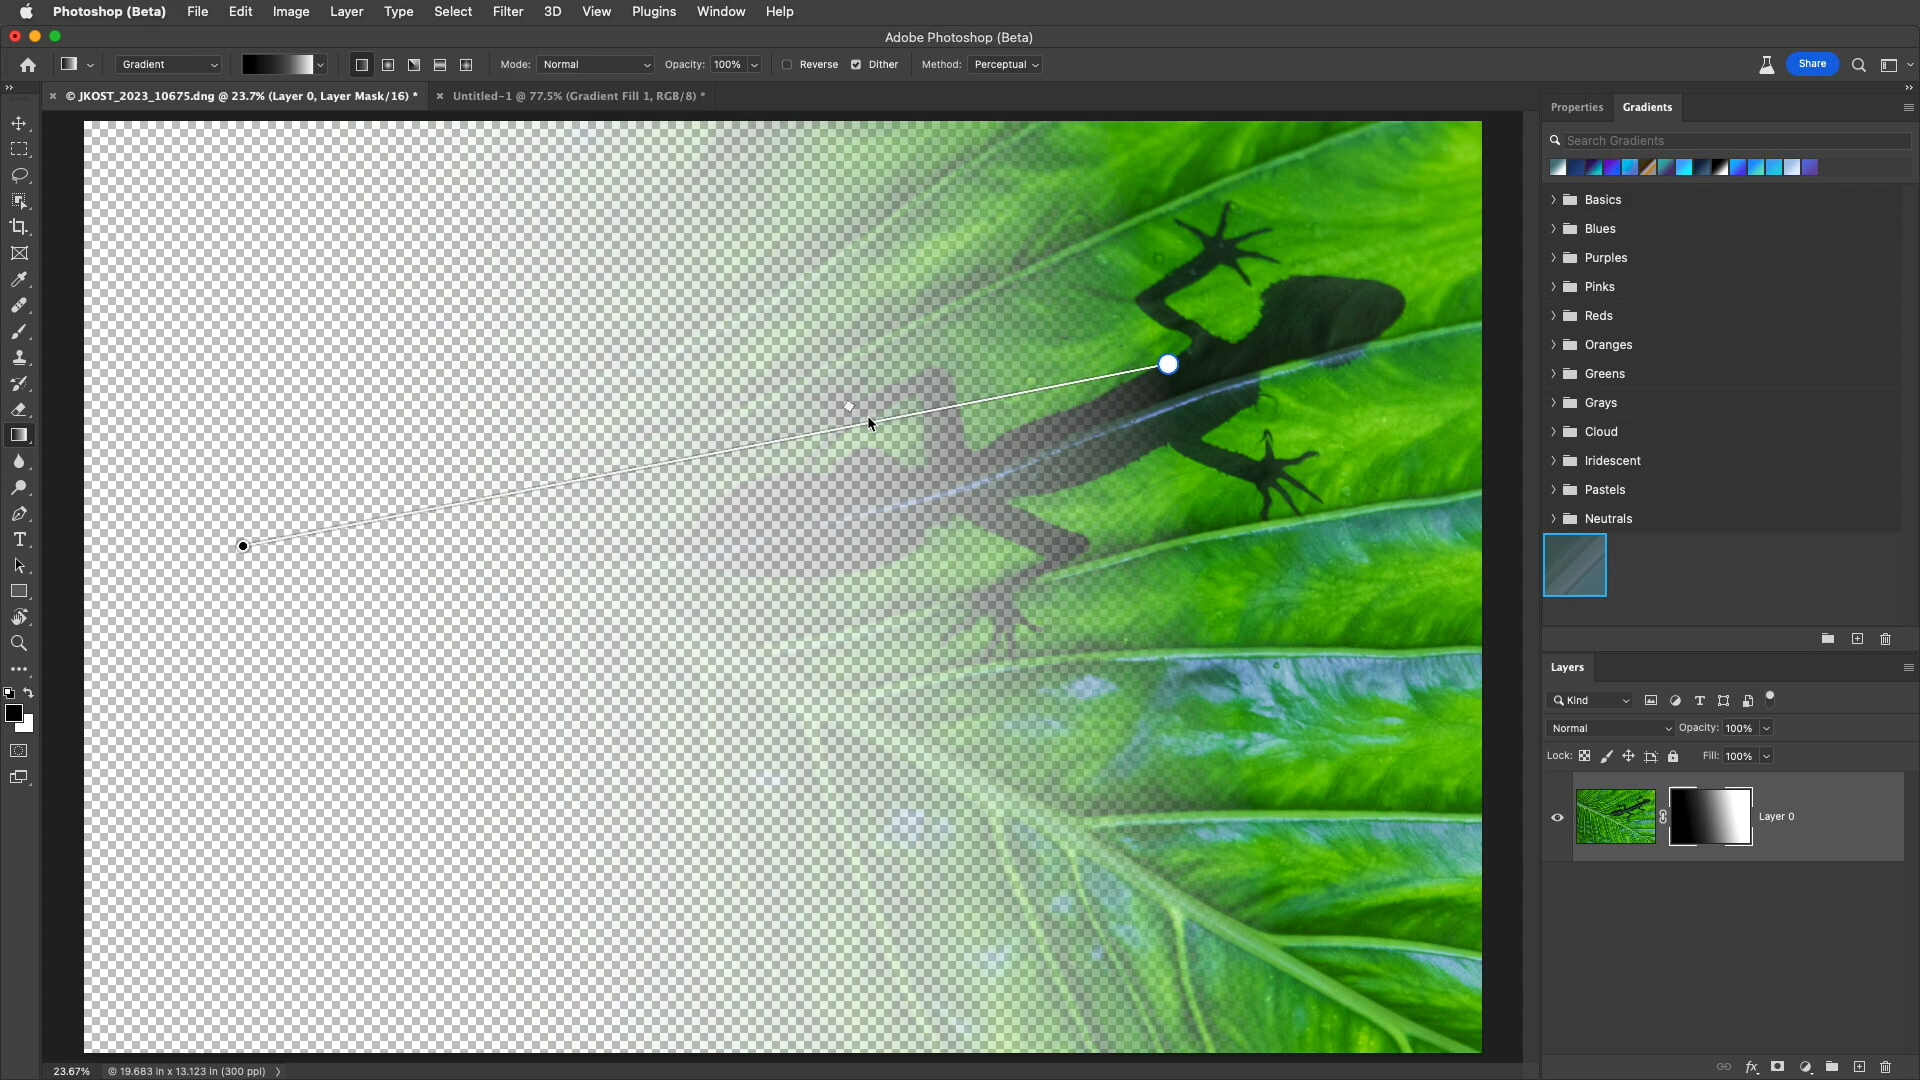 Photoshop (Beta) File Edit Image Layer Type Select Filter 3D View Plugins Window Help
Adobe Photoshop (Beta)
Gradient Mode: Normal Opacity: 100% Reverse Dither Method: Perceptual Share
© JKOST_2023_10675.dng @ 23.7% (Layer 0, Layer Mask/16) * Untitled-1 @ 77.5% (Gradient Fill 1, RGB/8) *
Properties Gradients
Search Gradients
Basics
Blues
Purples
Pinks
Reds
Oranges
Greens
Grays
Cloud
Iridescent
Pastels
Neutrals
Layers
Kind
Normal Opacity: 100%
Lock: Fill: 100%
Layer 0
23.67% © 19.683 in x 13.123 in (300 ppi)